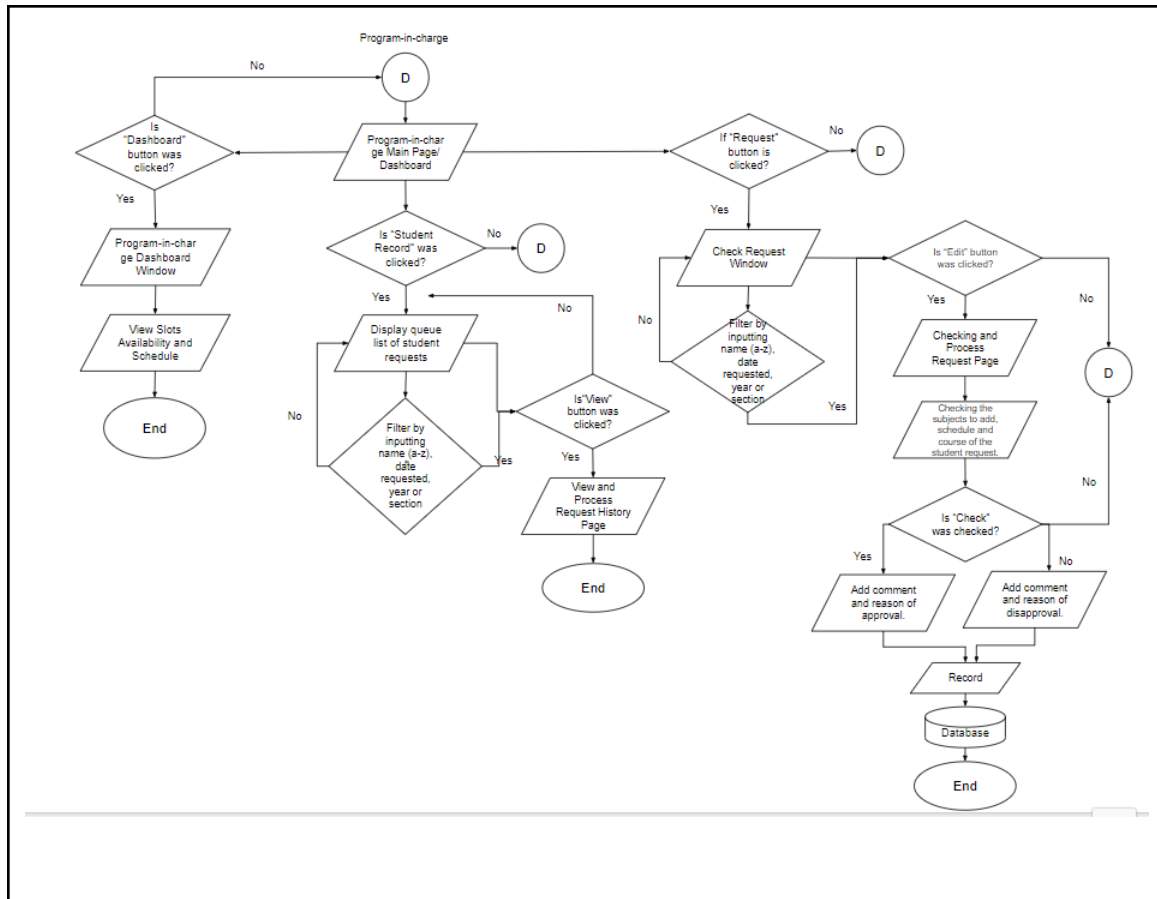 Program-in-charge
D
No
Is
"Dashboard"
button was
clicked?
Program-in-char
ge Main Page/
Dashboard
If "Request"
button is
clicked?
No
D
Yes
Yes
Program-in-char
ge Dashboard
Window
Is "Student
Record" was
clicked?
No
D
Check Request
Window
Is "Edit" button
was clicked?
Yes
No
Yes
No
View Slots
Availability and
Schedule
Display queue
list of student
requests
No
Filter by
inputting
name (a-z),
date
requested,
year or
section
Checking and
Process
Request Page
D
End
No
Filter by
inputting
name (a-z),
date
requested,
year or
section
Yes
Is"View"
button was
clicked?
Yes
Yes
Checking the
subjects to add,
schedule and
course of the
student request.
No
View and
Process
Request History
Page
Is "Check"
was checked?
Yes
No
End
Add comment
and reason of
approval.
Add comment
and reason of
disapproval.
Record
Database
End